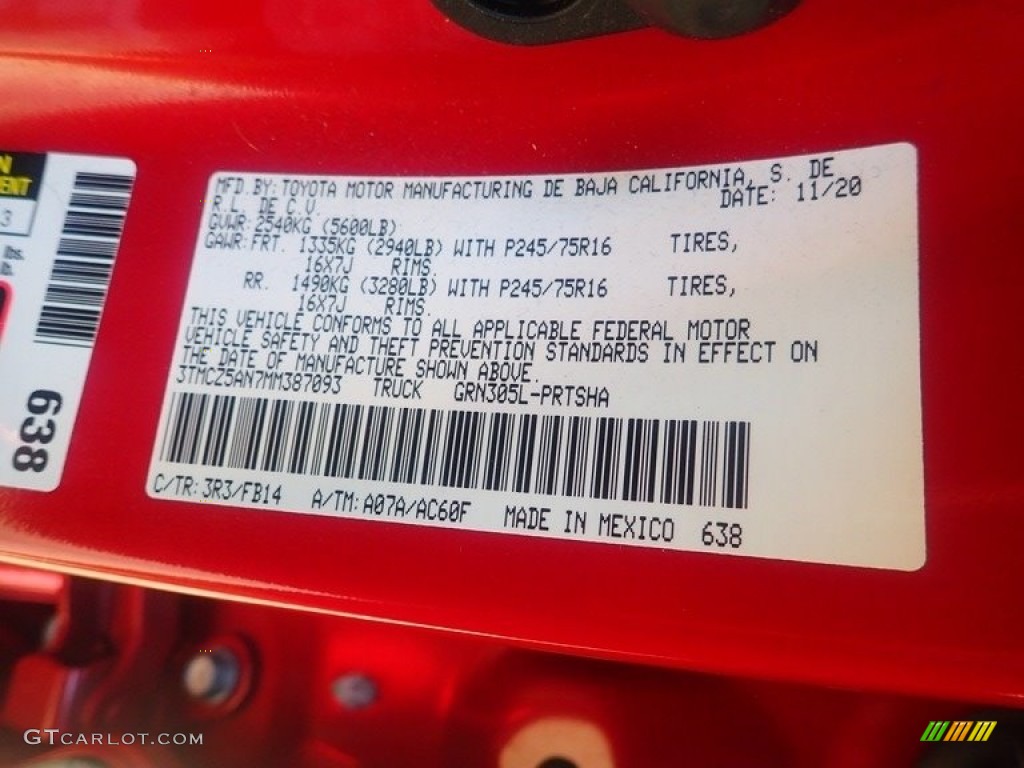 MFD.BY:TOYOTA MOTOR MANUFACTURING DE BAJA CALIFORNIA, S. DE
R.L. DE C.V. DATE: 11/20
GVWR:2540KG (5600LB)
GAWR:FRT. 1335KG (2940LB) WITH P245/75R16 TIRES,
16X7J RIMS.
RR. 1490KG (3280LB) WITH P245/75R16 TIRES,
16X7J RIMS.
THIS VEHICLE CONFORMS TO ALL APPLICABLE FEDERAL MOTOR
VEHICLE SAFETY AND THEFT PREVENTION STANDARDS IN EFFECT ON
THE DATE OF MANUFACTURE SHOWN ABOVE.
3TMCZ5AN7MM387093 TRUCK GRN305L-PRTSHA
C/TR:3R3/FB14 A/TM:A07A/AC60F MADE IN MEXICO 638
3
lbs.
lb.
638
GTCARLOT.COM